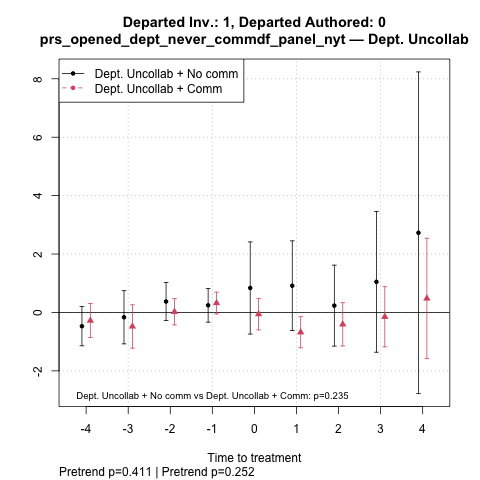 Departed Inv.: 1, Departed Authored: 0
prs_opened_dept_never_commdf_panel_nyt — Dept. Uncollab
Dept. Uncollab + No comm
Dept. Uncollab + Comm
8
6
4
2
0
-2
Dept. Uncollab + No comm vs Dept. Uncollab + Comm: p=0.235
-4 -3 -2 -1 0 1 2 3 4
Time to treatment
Pretrend p=0.411 | Pretrend p=0.252